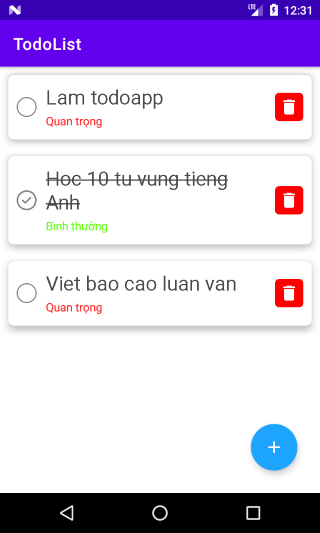 LTE
12:31
TodoList
Lam todoapp
Quan trọng
Hoc 10 tu vung tieng
Anh
Bình thường
Viet bao cao luan van
Quan trọng